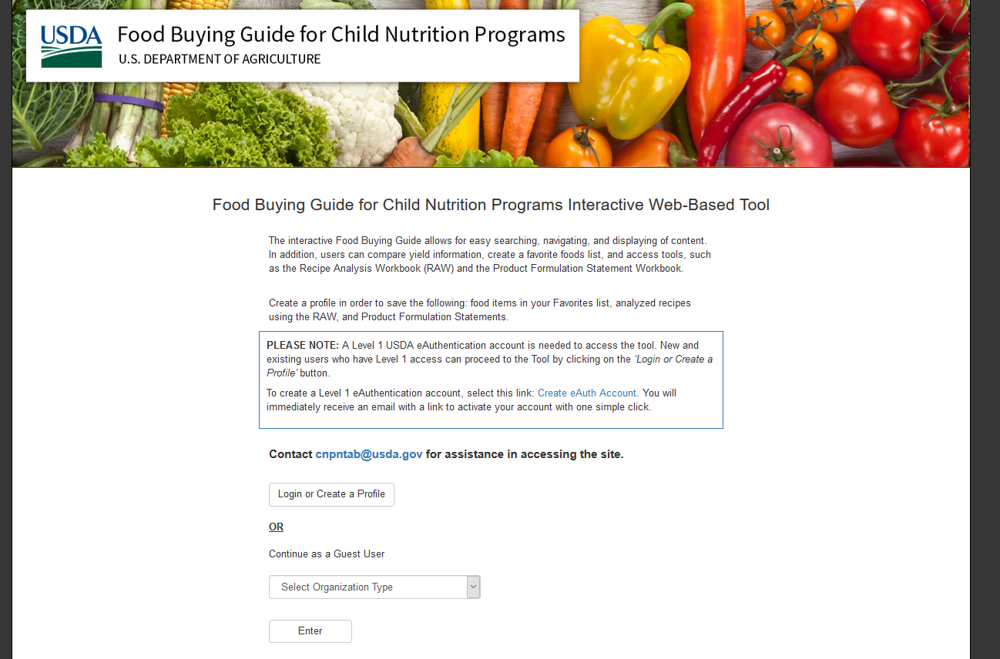 USDA
Food Buying Guide for Child Nutrition Programs
U.S. DEPARTMENT OF AGRICULTURE
Food Buying Guide for Child Nutrition Programs Interactive Web-Based Tool
The interactive Food Buying Guide allows for easy searching, navigating, and displaying of content.
In addition, users can compare yield information, create a favorite foods list, and access tools, such
as the Recipe Analysis Workbook (RAW) and the Product Formulation Statement Workbook.
Create a profile in order to save the following: food items in your Favorites list, analyzed recipes
using the RAW, and Product Formulation Statements.
PLEASE NOTE: A Level 1 USDA eAuthentication account is needed to access the tool. New and
existing users who have Level 1 access can proceed to the Tool by clicking on the ‘Login or Create a
Profile’ button.
To create a Level 1 eAuthentication account, select this link: Create eAuth Account. You will
immediately receive an email with a link to activate your account with one simple click.
Contact cnpntab@usda.gov for assistance in accessing the site.
Login or Create a Profile
OR
Continue as a Guest User
Select Organization Type
Enter